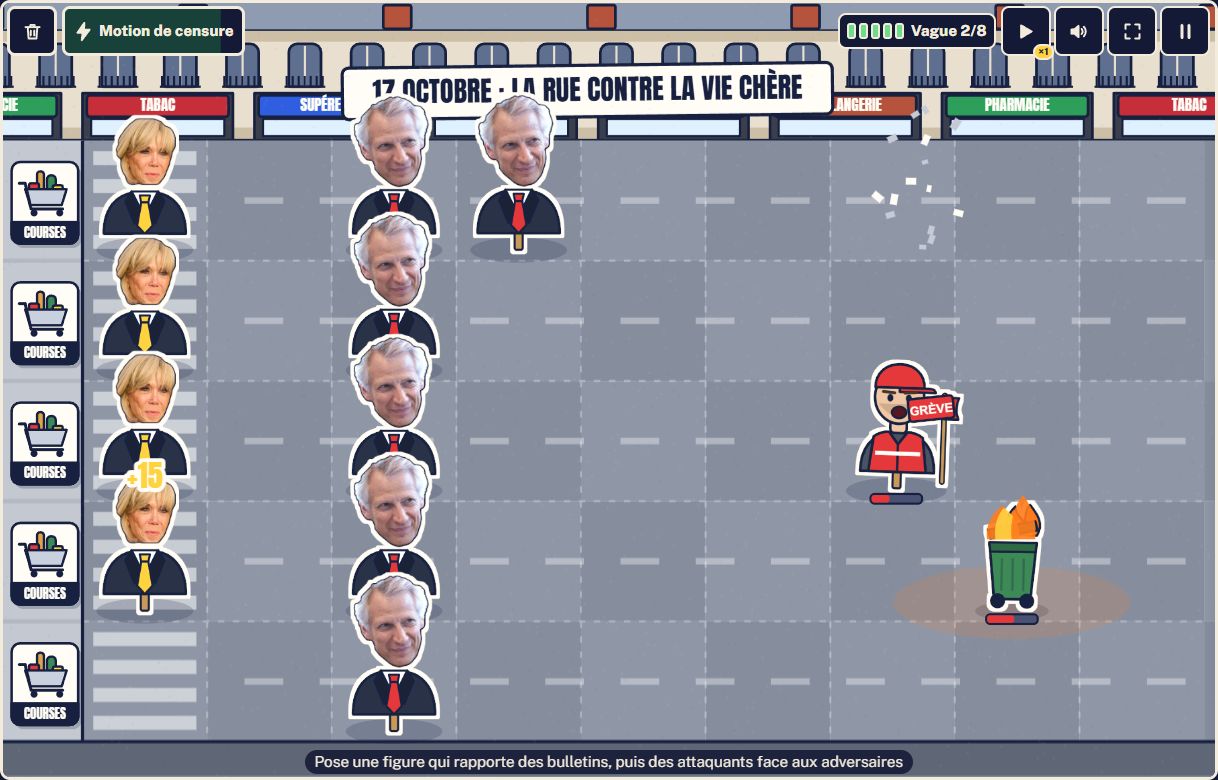 Motion de censure
Vague 2/8
×1
17 OCTOBRE : LA RUE CONTRE LA VIE CHÈRE
CIE
TABAC
SUPÉRE
LANGERIE
PHARMACIE
TABAC
COURSES
COURSES
GRÈVE
COURSES
+15
COURSES
COURSES
Pose une figure qui rapporte des bulletins, puis des attaquants face aux adversaires